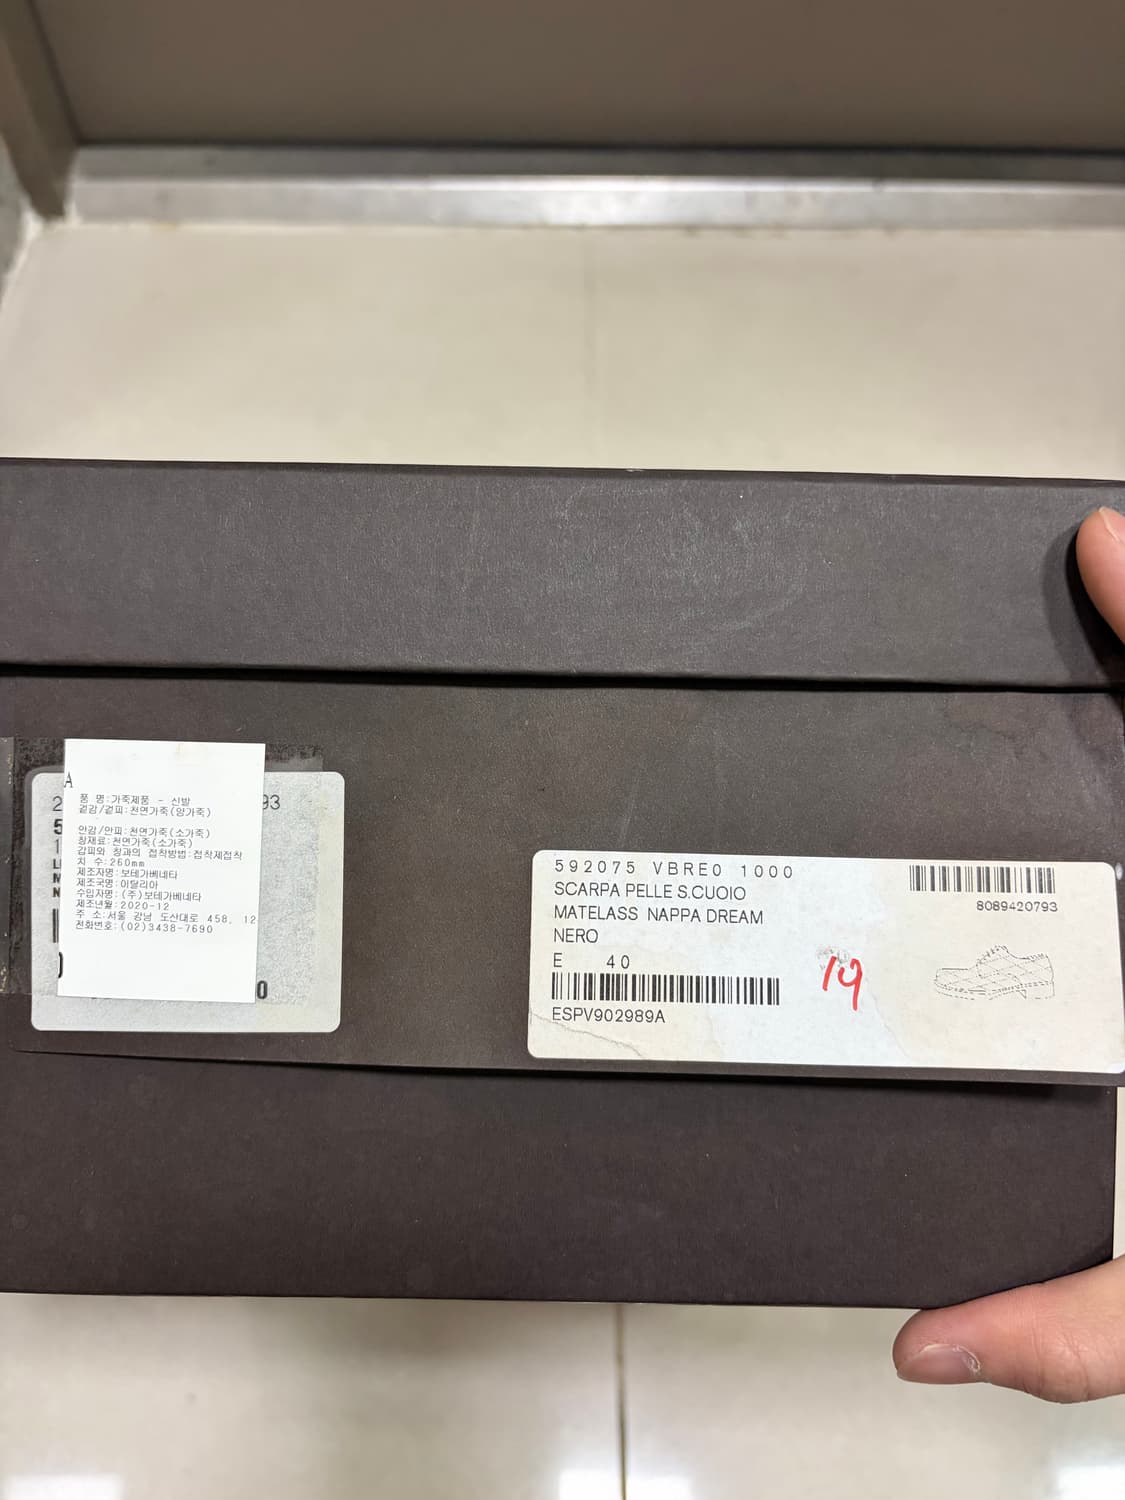 A
품 명:가죽제품 - 신발
겉감/겉피:천연가죽(양가죽)
안감/안피:천연가죽(소가죽)
창재료:천연가죽(소가죽)
갑피와 창과의 접착방법:접착제접착
치 수:260mm
제조자명:보테가베네타
제조국명:이탈리아
수입자명:(주)보테가베네타
제조년월:2020-12
주 소:서울 강남 도산대로 458, 12
전화번호:(02)3438-7690
2
93
5
1
M
N
0
592075 VBRE0 1000
SCARPA PELLE S.CUOIO
MATELASS NAPPA DREAM
NERO
E 40
ESPV902989A
8089420793
19